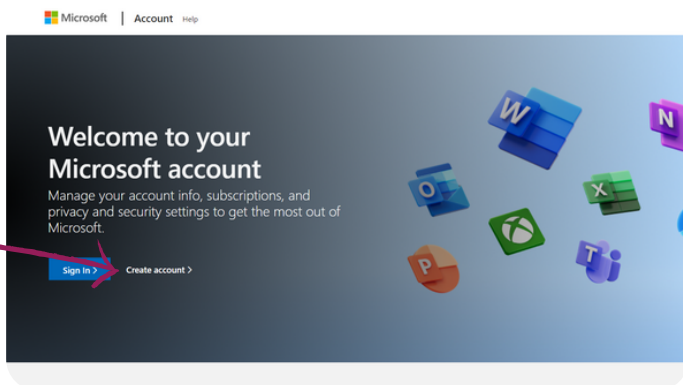 Microsoft | Account Help
Welcome to your
Microsoft account
Manage your account info, subscriptions, and
privacy and security settings to get the most out of
Microsoft.
Sign In > Create account >
W
N
O
X
P
T